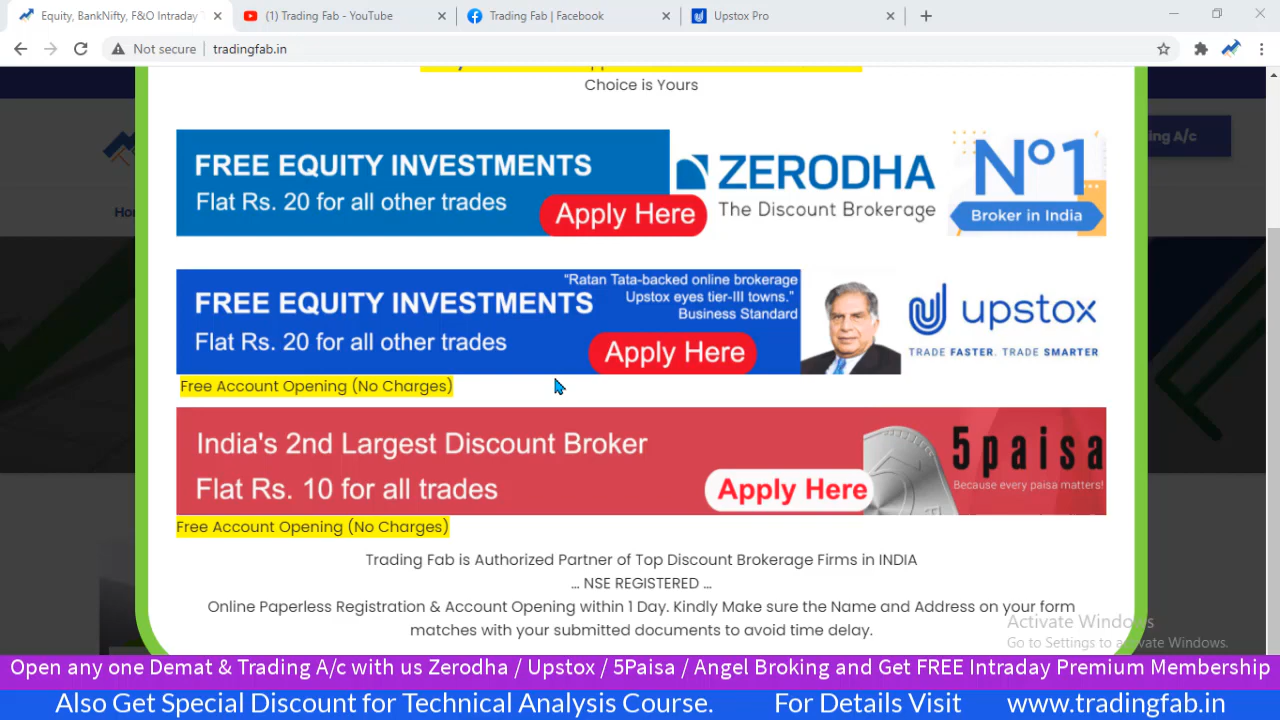 Equity, BankNifty, F&O Intraday
(1) Trading Fab - YouTube
Trading Fab | Facebook
Upstox Pro
Not secure
tradingfab.in
Choice is Yours
FREE EQUITY INVESTMENTS
Flat Rs. 20 for all other trades
Apply Here
ZERODHA
The Discount Brokerage
Nº1
Broker in India
FREE EQUITY INVESTMENTS
Flat Rs. 20 for all other trades
"Ratan Tata-backed online brokerage
Upstox eyes tier-III towns."
Business Standard
Apply Here
upstox
TRADE FASTER. TRADE SMARTER
Free Account Opening (No Charges)
India's 2nd Largest Discount Broker
Flat Rs. 10 for all trades
Apply Here
5paisa
Because every paisa matters!
Free Account Opening (No Charges)
Trading Fab is Authorized Partner of Top Discount Brokerage Firms in INDIA
... NSE REGISTERED ...
Online Paperless Registration & Account Opening within 1 Day. Kindly Make sure the Name and Address on your form
matches with your submitted documents to avoid time delay.
Activate Windows
Go to Settings to activate Windows.
Open any one Demat & Trading A/c with us Zerodha / Upstox / 5Paisa / Angel Broking and Get FREE Intraday Premium Membership
Also Get Special Discount for Technical Analysis Course. For Details Visit www.tradingfab.in